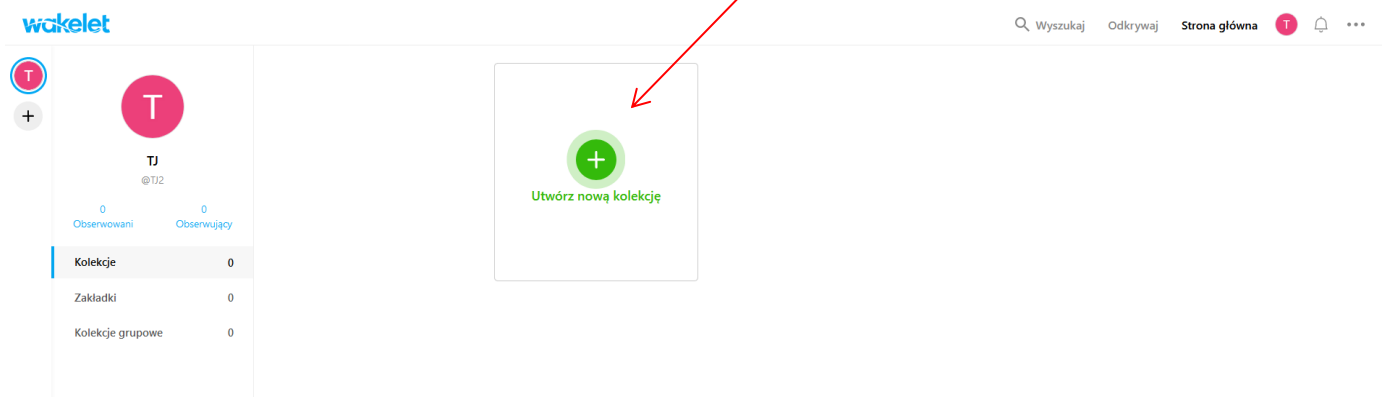 wakelet
Wyszukaj Odkrywaj Strona główna T
T
T
TJ
@TJ2
0 0
Obserwowani Obserwujący
Kolekcje 0
Zakładki 0
Kolekcje grupowe 0
Utwórz nową kolekcję